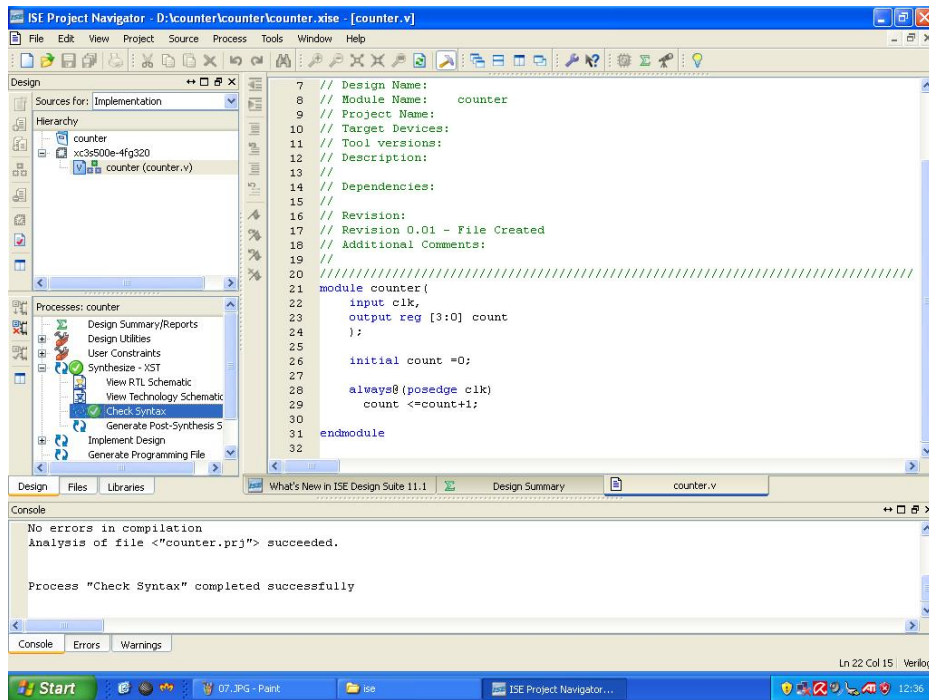 ISE Project Navigator - D:\counter\counter\counter.xise - [counter.v]
File Edit View Project Source Process Tools Window Help
Design
Sources for: Implementation
Hierarchy
counter
xc3s500e-4fg320
counter (counter.v)
Processes: counter
Design Summary/Reports
Design Utilities
User Constraints
Synthesize - XST
View RTL Schematic
View Technology Schematic
Check Syntax
Generate Post-Synthesis S
Implement Design
Generate Programming File
Design Files Libraries
7 // Design Name:
8 // Module Name: counter
9 // Project Name:
10 // Target Devices:
11 // Tool versions:
12 // Description:
13 //
14 // Dependencies:
15 //
16 // Revision:
17 // Revision 0.01 - File Created
18 // Additional Comments:
19 //
20 //////////////////////////////////////////////////////////////////////////////////
21 module counter(
22 input clk,
23 output reg [3:0] count
24 );
25
26 initial count =0;
27
28 always@(posedge clk)
29 count <=count+1;
30
31 endmodule
32
What's New in ISE Design Suite 11.1 Design Summary counter.v
Console
No errors in compilation
Analysis of file <"counter.prj"> succeeded.
Process "Check Syntax" completed successfully
Console Errors Warnings
Ln 22 Col 15 Verilog
Start 07.JPG - Paint ise ISE Project Navigator... 12:36